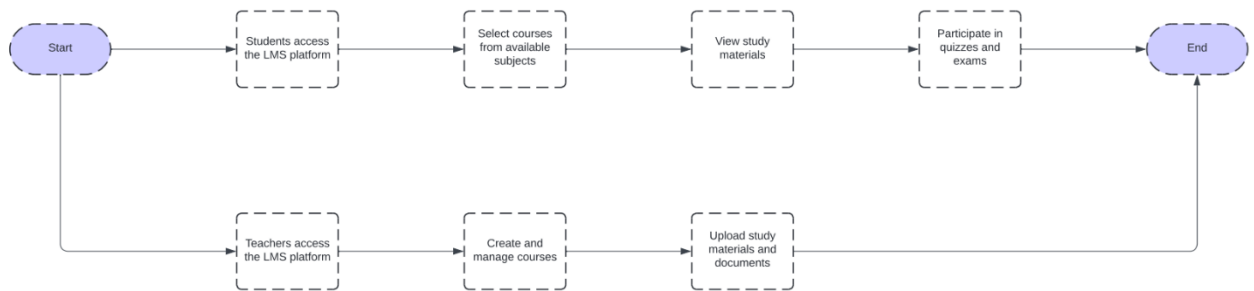 Start
Students access
the LMS platform
Select courses
from available
subjects
View study
materials
Participate in
quizzes and
exams
End
Teachers access
the LMS platform
Create and
manage courses
Upload study
materials and
documents